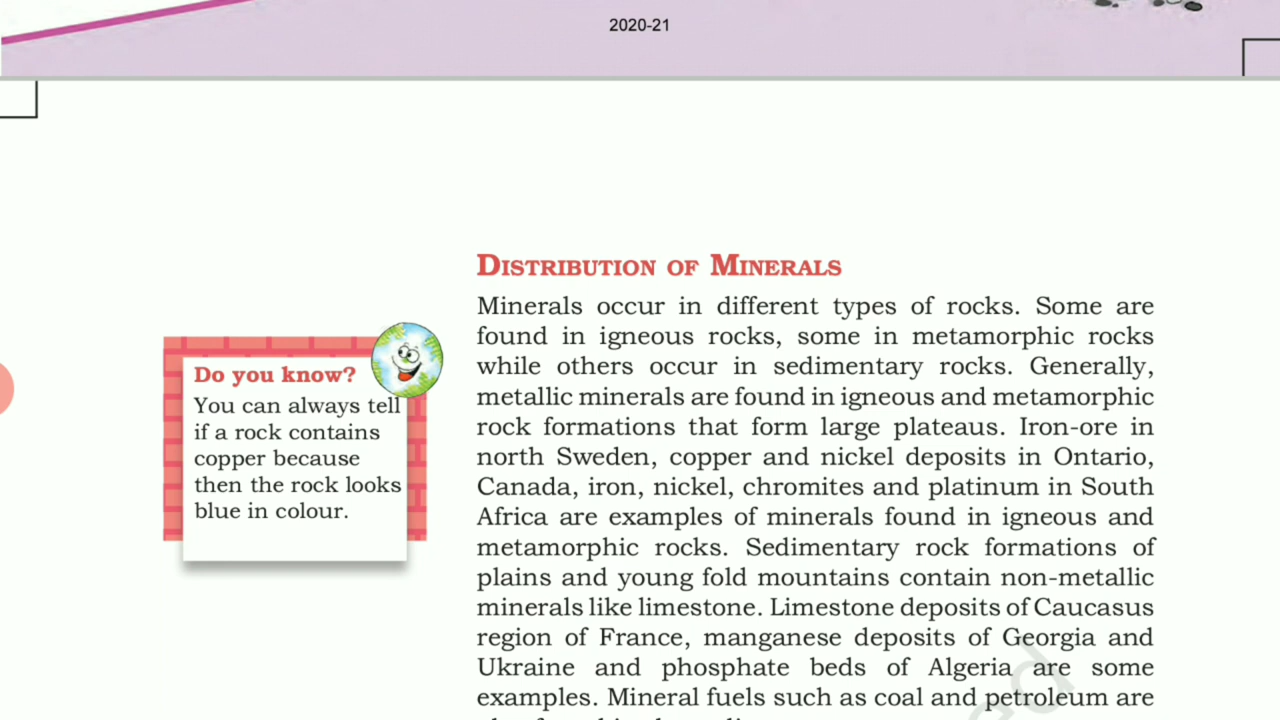 2020-21
DISTRIBUTION OF MINERALS
Minerals occur in different types of rocks. Some are
found in igneous rocks, some in metamorphic rocks
while others occur in sedimentary rocks. Generally,
metallic minerals are found in igneous and metamorphic
rock formations that form large plateaus. Iron-ore in
north Sweden, copper and nickel deposits in Ontario,
Canada, iron, nickel, chromites and platinum in South
Africa are examples of minerals found in igneous and
metamorphic rocks. Sedimentary rock formations of
plains and young fold mountains contain non-metallic
minerals like limestone. Limestone deposits of Caucasus
region of France, manganese deposits of Georgia and
Ukraine and phosphate beds of Algeria are some
examples. Mineral fuels such as coal and petroleum are
Do you know?
You can always tell
if a rock contains
copper because
then the rock looks
blue in colour.